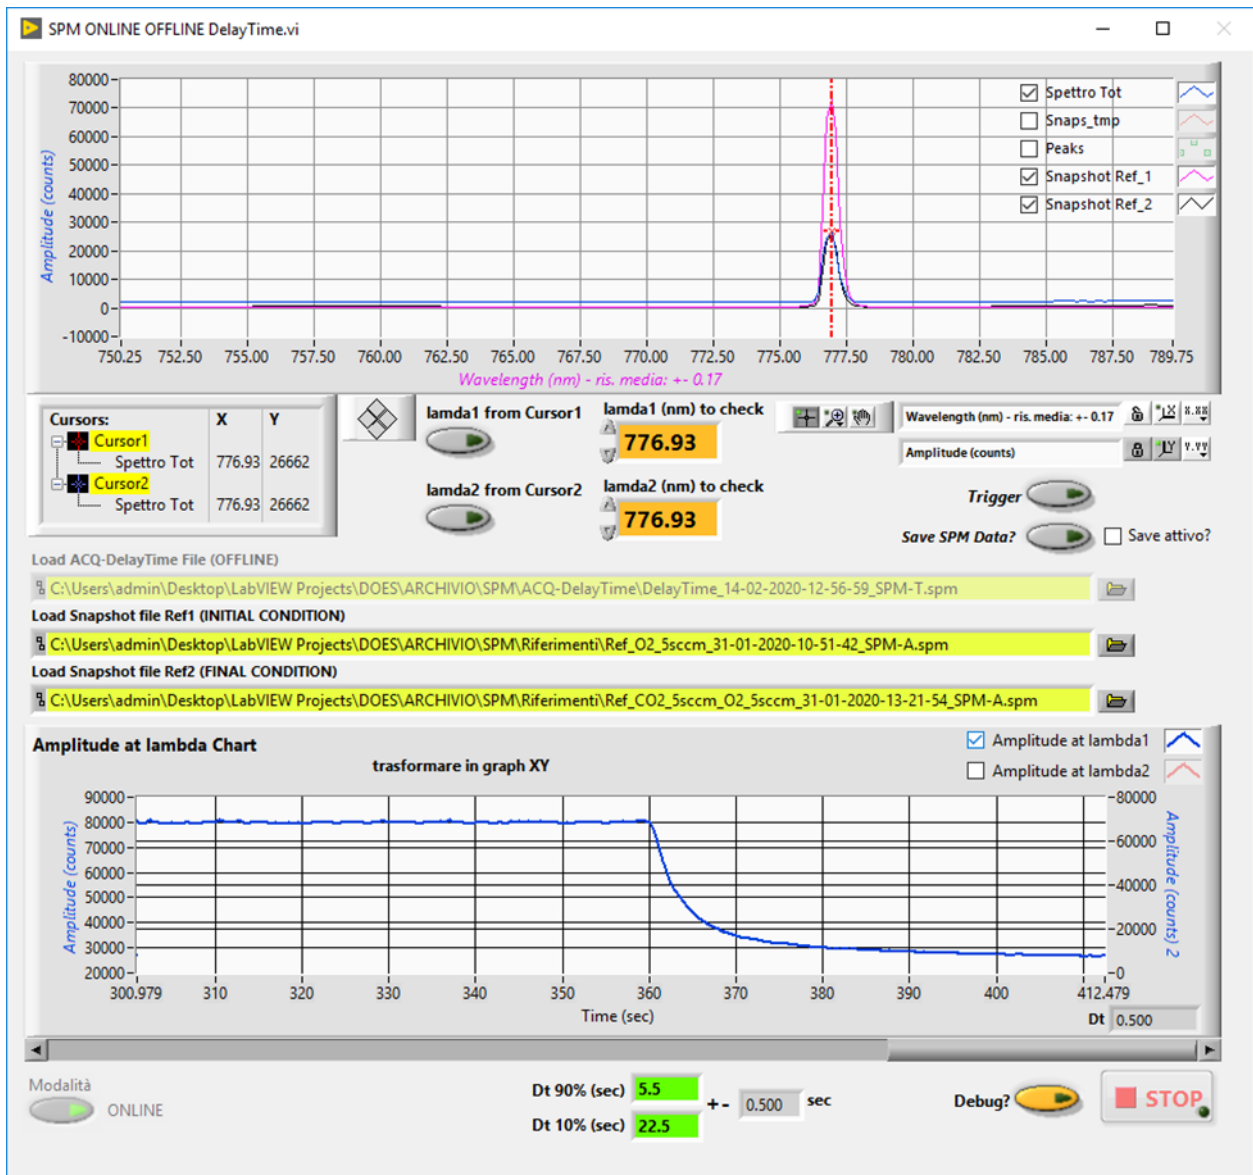 SPM ONLINE OFFLINE DelayTime.vi
80000
70000
60000
50000
40000
30000
20000
10000
0
-10000
Amplitude (counts)
Spettro Tot
Snaps_tmp
Peaks
Snapshot Ref_1
Snapshot Ref_2
750.25 752.50 755.00 757.50 760.00 762.50 765.00 767.50 770.00 772.50 775.00 777.50 780.00 782.50 785.00 787.50 789.75
Wavelength (nm) - ris. media: +- 0.17
Cursors: X Y
Cursor1
Spettro Tot 776.93 26662
Cursor2
Spettro Tot 776.93 26662
lamda1 from Cursor1
lamda1 (nm) to check
776.93
lamda2 from Cursor2
lamda2 (nm) to check
776.93
Wavelength (nm) - ris. media: +- 0.17
X.XX
Amplitude (counts)
Y.YY
Trigger
Save SPM Data?
Save attivo?
Load ACQ-DelayTime File (OFFLINE)
C:\Users\admin\Desktop\LabVIEW Projects\DOES\ARCHIVIO\SPM\ACQ-DelayTime\DelayTime_14-02-2020-12-56-59_SPM-T.spm
Load Snapshot file Ref1 (INITIAL CONDITION)
C:\Users\admin\Desktop\LabVIEW Projects\DOES\ARCHIVIO\SPM\Riferimenti\Ref_O2_5sccm_31-01-2020-10-51-42_SPM-A.spm
Load Snapshot file Ref2 (FINAL CONDITION)
C:\Users\admin\Desktop\LabVIEW Projects\DOES\ARCHIVIO\SPM\Riferimenti\Ref_CO2_5sccm_O2_5sccm_31-01-2020-13-21-54_SPM-A.spm
Amplitude at lambda Chart
trasformare in graph XY
Amplitude at lambda1
Amplitude at lambda2
90000
80000
70000
60000
50000
40000
30000
20000
Amplitude (counts)
80000
60000
40000
20000
0
Amplitude (counts) 2
300.979 310 320 330 340 350 360 370 380 390 400 412.479
Time (sec)
Dt 0.500
Modalità
ONLINE
Dt 90% (sec) 5.5
+ - 0.500 sec
Dt 10% (sec) 22.5
Debug?
STOP